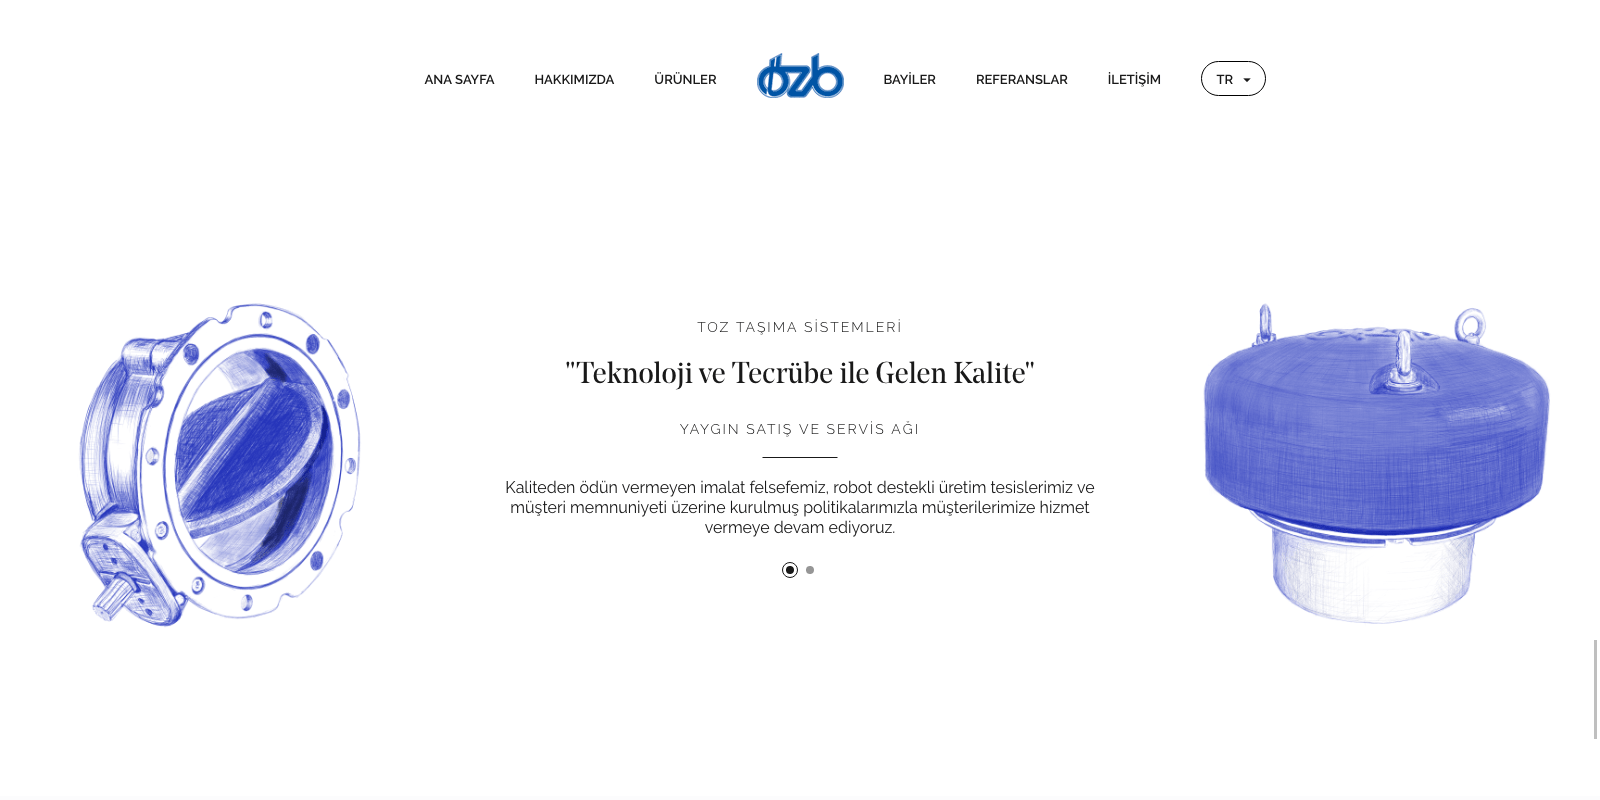 ANA SAYFA HAKKIMIZDA ÜRÜNLER özb BAYİLER REFERANSLAR İLETİŞİM TR
TOZ TAŞIMA SİSTEMLERİ
"Teknoloji ve Tecrübe ile Gelen Kalite"
YAYGIN SATIŞ VE SERVİS AĞI
Kaliteden ödün vermeyen imalat felsefemiz, robot destekli üretim tesislerimiz ve
müşteri memnuniyeti üzerine kurulmuş politikalarımızla müşterilerimize hizmet
vermeye devam ediyoruz.